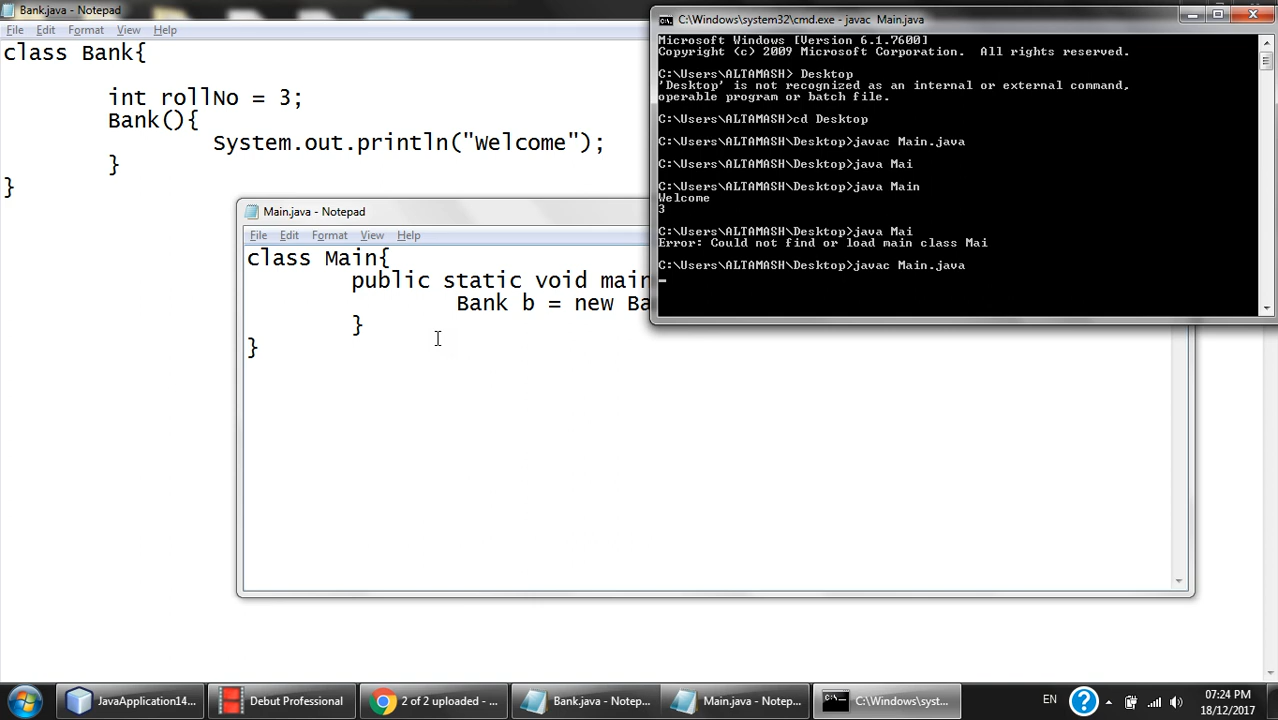 Bank.java - Notepad
File Edit Format View Help
class Bank{
int rollNo = 3;
Bank(){
System.out.println("Welcome");
}
}
Main.java - Notepad
File Edit Format View Help
class Main{
public static void main
Bank b = new Ba
}
}
C:\Windows\system32\cmd.exe - javac Main.java
Microsoft Windows [Version 6.1.7600]
Copyright (c) 2009 Microsoft Corporation. All rights reserved.
C:\Users\ALTAMASH> Desktop
'Desktop' is not recognized as an internal or external command,
operable program or batch file.
C:\Users\ALTAMASH>cd Desktop
C:\Users\ALTAMASH\Desktop>javac Main.java
C:\Users\ALTAMASH\Desktop>java Mai
C:\Users\ALTAMASH\Desktop>java Main
Welcome
3
C:\Users\ALTAMASH\Desktop>java Mai
Error: Could not find or load main class Mai
C:\Users\ALTAMASH\Desktop>javac Main.java
JavaApplication14... Debut Professional 2 of 2 uploaded - ... Bank.java - Notep... Main.java - Notep... C:\Windows\syst... EN 07:24 PM
18/12/2017